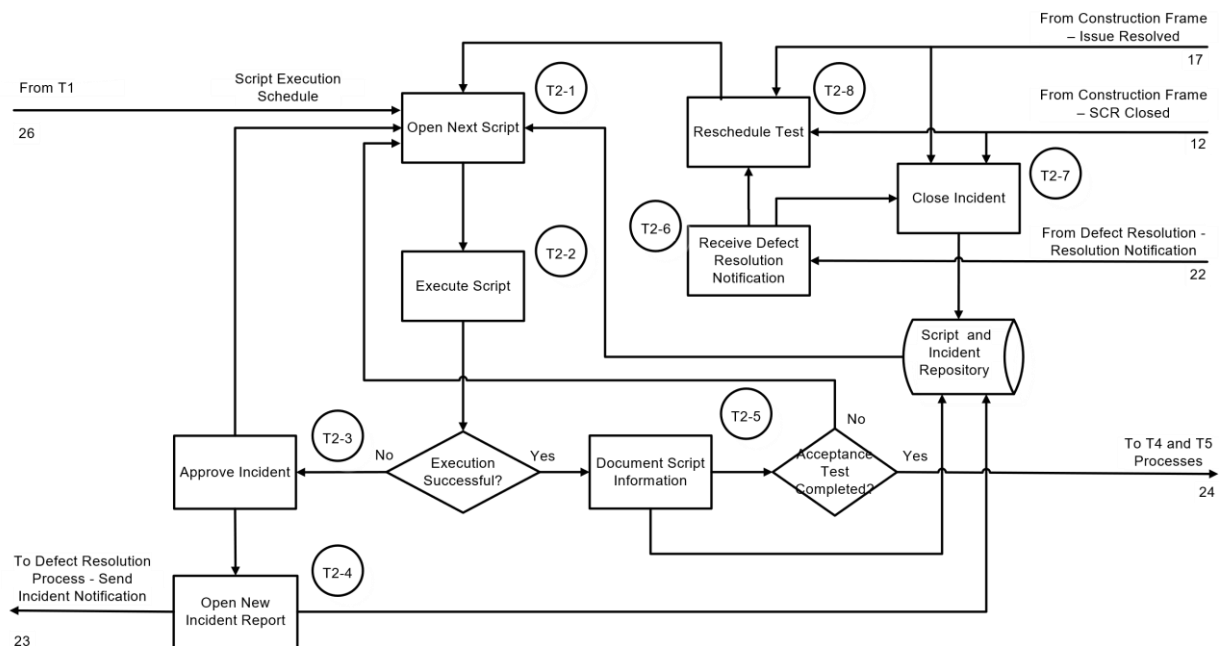 From Construction Frame
– Issue Resolved
17
From T1
Script Execution
Schedule
26
T2-1
T2-8
From Construction Frame
– SCR Closed
12
Open Next Script
Reschedule Test
T2-7
Close Incident
T2-6
T2-2
Receive Defect
Resolution
Notification
From Defect Resolution -
Resolution Notification
22
Execute Script
Script and
Incident
Repository
T2-5
T2-3
No
No
Yes
Execution
Successful?
Approve Incident
Document Script
Information
Acceptance
Test
Completed?
Yes
To T4 and T5
Processes
24
To Defect Resolution
Process - Send
Incident Notification
T2-4
Open New
Incident Report
23